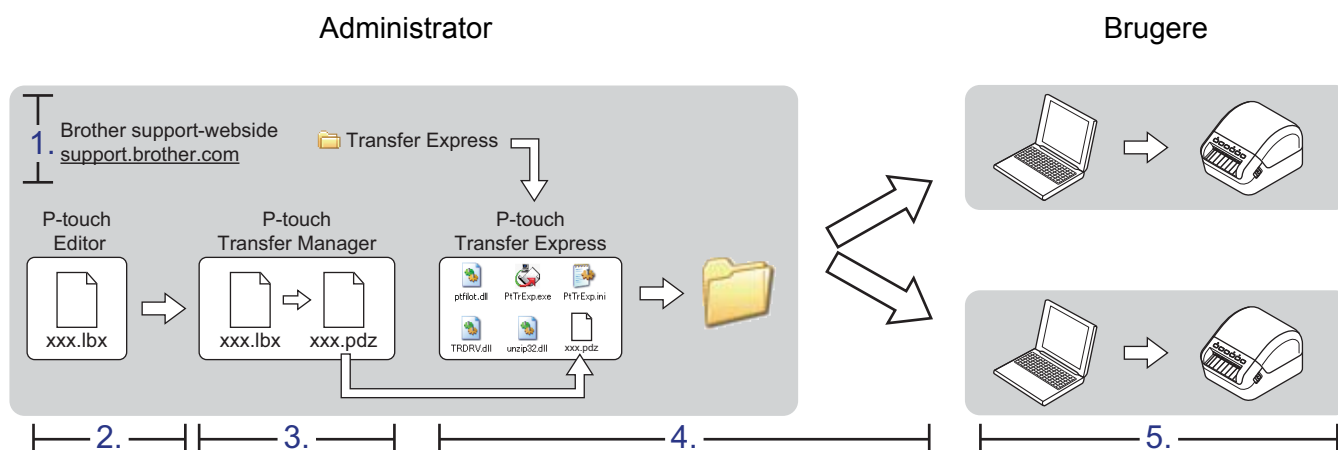 Administrator
Brugere
1.
Brother support-webside
support.brother.com
Transfer Express
P-touch
Editor
xxx.lbx
P-touch
Transfer Manager
xxx.lbx
xxx.pdz
P-touch
Transfer Express
ptfilot.dll
PtTrExp.exe
PtTrExp.ini
TRDRV.dll
unzip32.dll
xxx.pdz
2.
3.
4.
5.